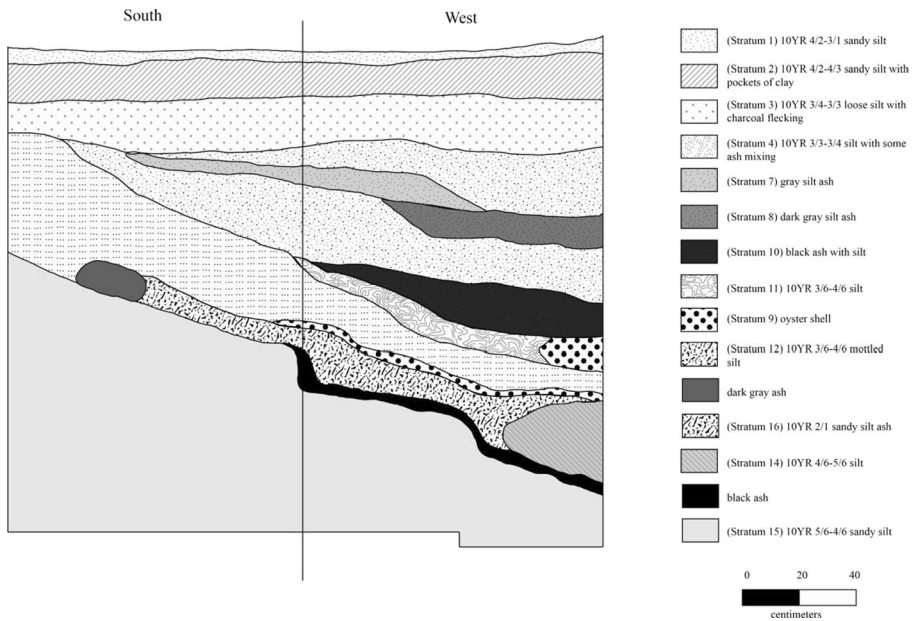 South
West
(Stratum 1) 10YR 4/2-3/1 sandy silt
(Stratum 2) 10YR 4/2-4/3 sandy silt with
pockets of clay
(Stratum 3) 10YR 3/4-3/3 loose silt with
charcoal flecking
(Stratum 4) 10YR 3/3-3/4 silt with some
ash mixing
(Stratum 7) gray silt ash
(Stratum 8) dark gray silt ash
(Stratum 10) black ash with silt
(Stratum 11) 10YR 3/6-4/6 silt
(Stratum 9) oyster shell
(Stratum 12) 10YR 3/6-4/6 mottled
silt
dark gray ash
(Stratum 16) 10YR 2/1 sandy silt ash
(Stratum 14) 10YR 4/6-5/6 silt
black ash
(Stratum 15) 10YR 5/6-4/6 sandy silt
0 20 40
centimeters